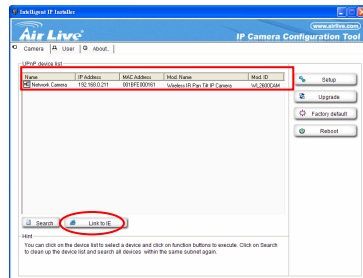 Intelligent IP Installer
Air Live®
www.airlive.com
IP Camera Configuration Tool
Camera User About..
UPnP device list
Name IP Address MAC Address Mod. Name Mod. ID
Network Camera 192.168.0.211 001BFE000161 Wireless IR Pan Tilt IP Camera WL2600CAM
Setup
Upgrade
Factory default
Reboot
Search Link to IE
Hint
You can click on the device list to select a device and click on function buttons to execute. Click on Search
to clean up the device list and search all devices within the same subnet again.